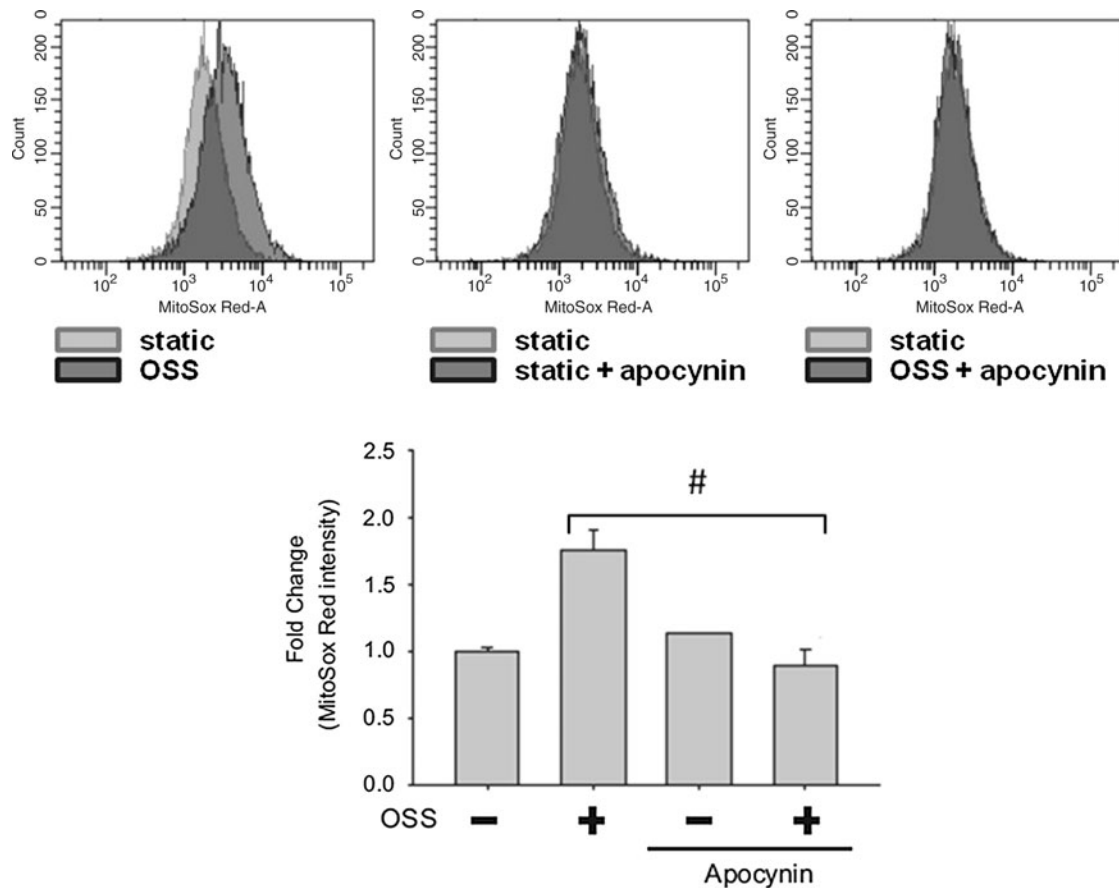 0
200
150
100
50
0
Count
10² 10³ 10⁴ 10⁵
MitoSox Red-A
static
OSS
0
200
150
100
50
0
Count
10² 10³ 10⁴ 10⁵
MitoSox Red-A
static
static + apocynin
0
200
150
100
50
0
Count
10² 10³ 10⁴ 10⁵
MitoSox Red-A
static
OSS + apocynin
Fold Change
(MitoSox Red intensity)
2.5
2.0
1.5
1.0
0.5
0.0
#
OSS − + − +
Apocynin